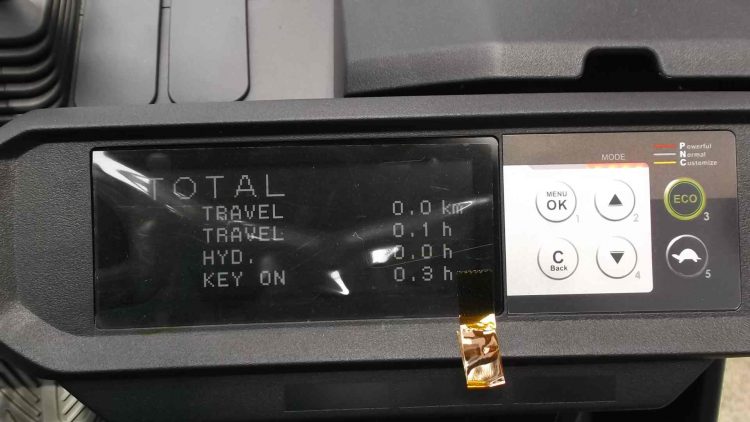 TOTAL
TRAVEL 0.0 km
TRAVEL 0.1 h
HYD. 0.0 h
KEY ON 0.3 h
MODE
Powerful
Normal
Customize
MENU
OK
1
2
ECO
3
C
Back
4
5